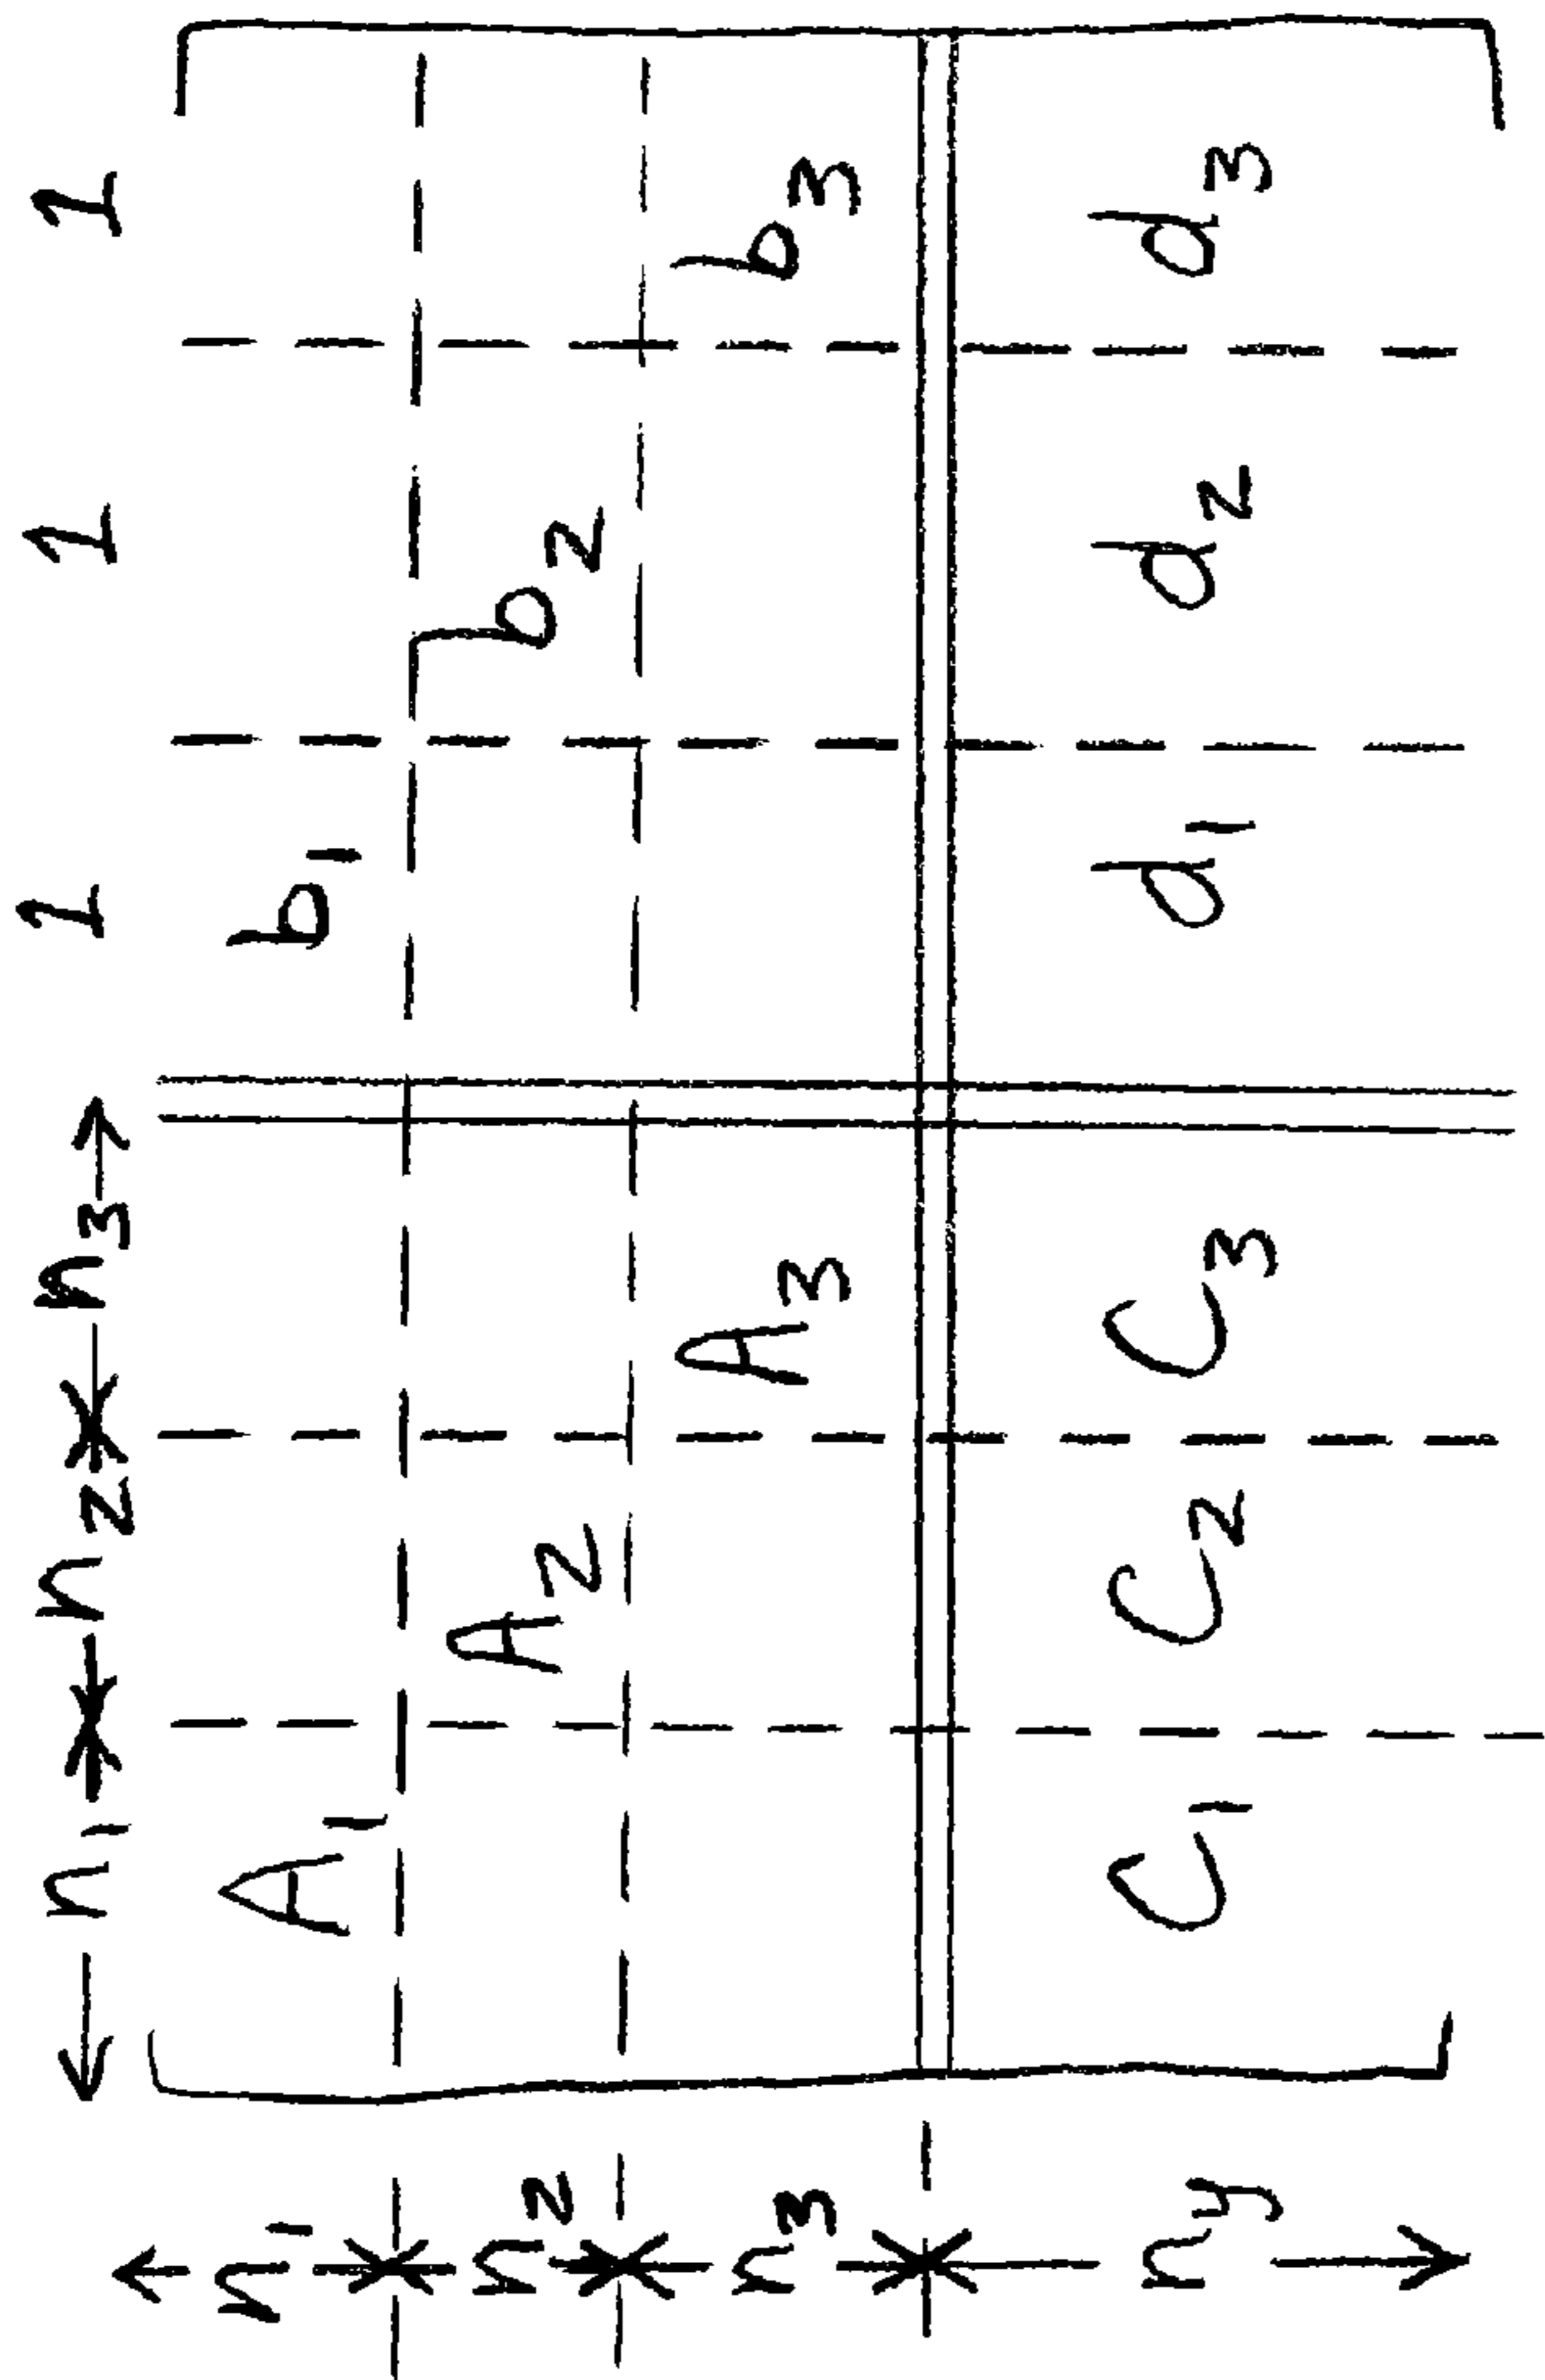 n₁ n₂ n₃ 1 1 1
n₁ A₁ b₁
n₂ A₂ b₂
n₃ A₃ b₃
n_y C₁ C₂ C₃ d₁ d₂ d₃